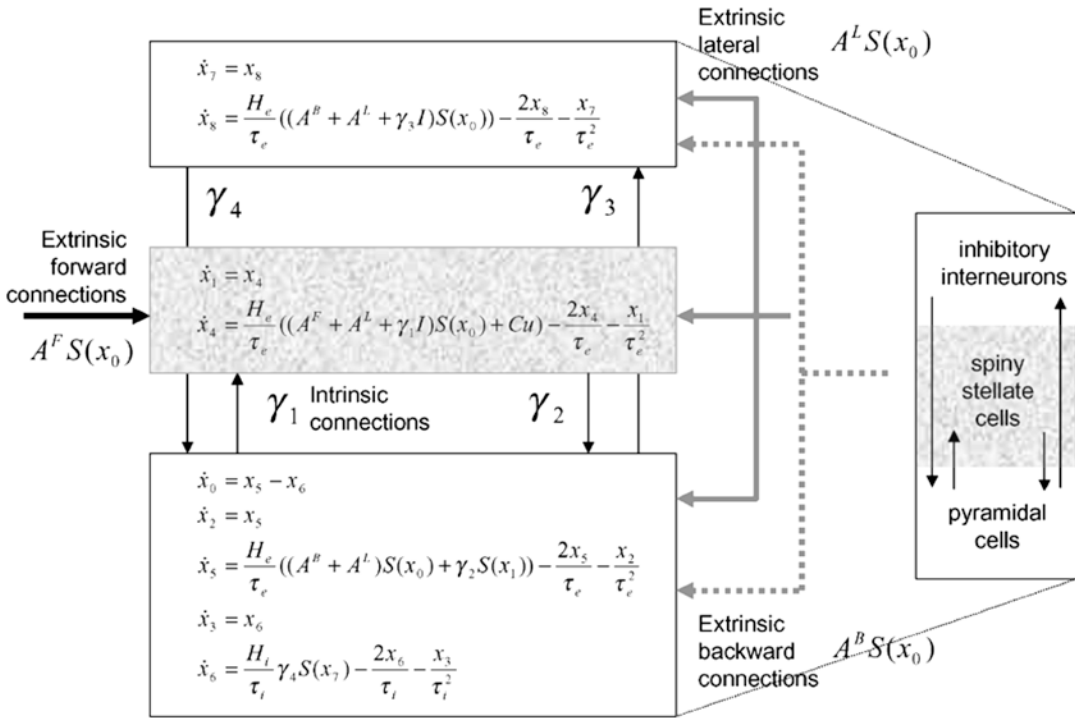 Extrinsic
lateral
connections
A^L S(x_0)
ẋ_7 = x_8
ẋ_8 = H_e/τ_e ((A^B + A^L + γ_3 I)S(x_0)) − 2x_8/τ_e − x_7/τ_e^2
γ_4
γ_3
Extrinsic
forward
connections
A^F S(x_0)
ẋ_1 = x_4
ẋ_4 = H_e/τ_e ((A^F + A^L + γ_1 I)S(x_0) + Cu) − 2x_4/τ_e − x_1/τ_e^2
inhibitory
interneurons
spiny
stellate
cells
pyramidal
cells
γ_1
Intrinsic
connections
γ_2
ẋ_0 = x_5 − x_6
ẋ_2 = x_5
ẋ_5 = H_e/τ_e ((A^B + A^L)S(x_0) + γ_2 S(x_1)) − 2x_5/τ_e − x_2/τ_e^2
ẋ_3 = x_6
ẋ_6 = H_i/τ_i γ_4 S(x_7) − 2x_6/τ_i − x_3/τ_i^2
Extrinsic
backward
connections
A^B S(x_0)